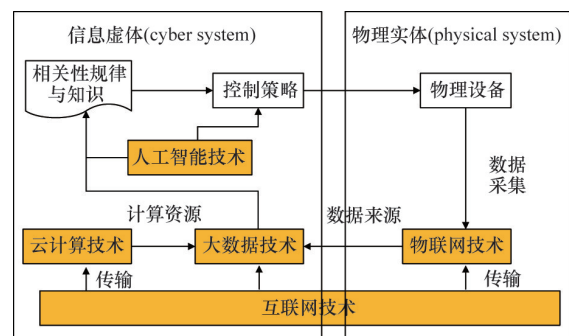 信息虚体(cyber system)
物理实体(physical system)
相关性规律
与知识
控制策略
物理设备
人工智能技术
数据
采集
计算资源
数据来源
云计算技术
大数据技术
物联网技术
传输
传输
互联网技术